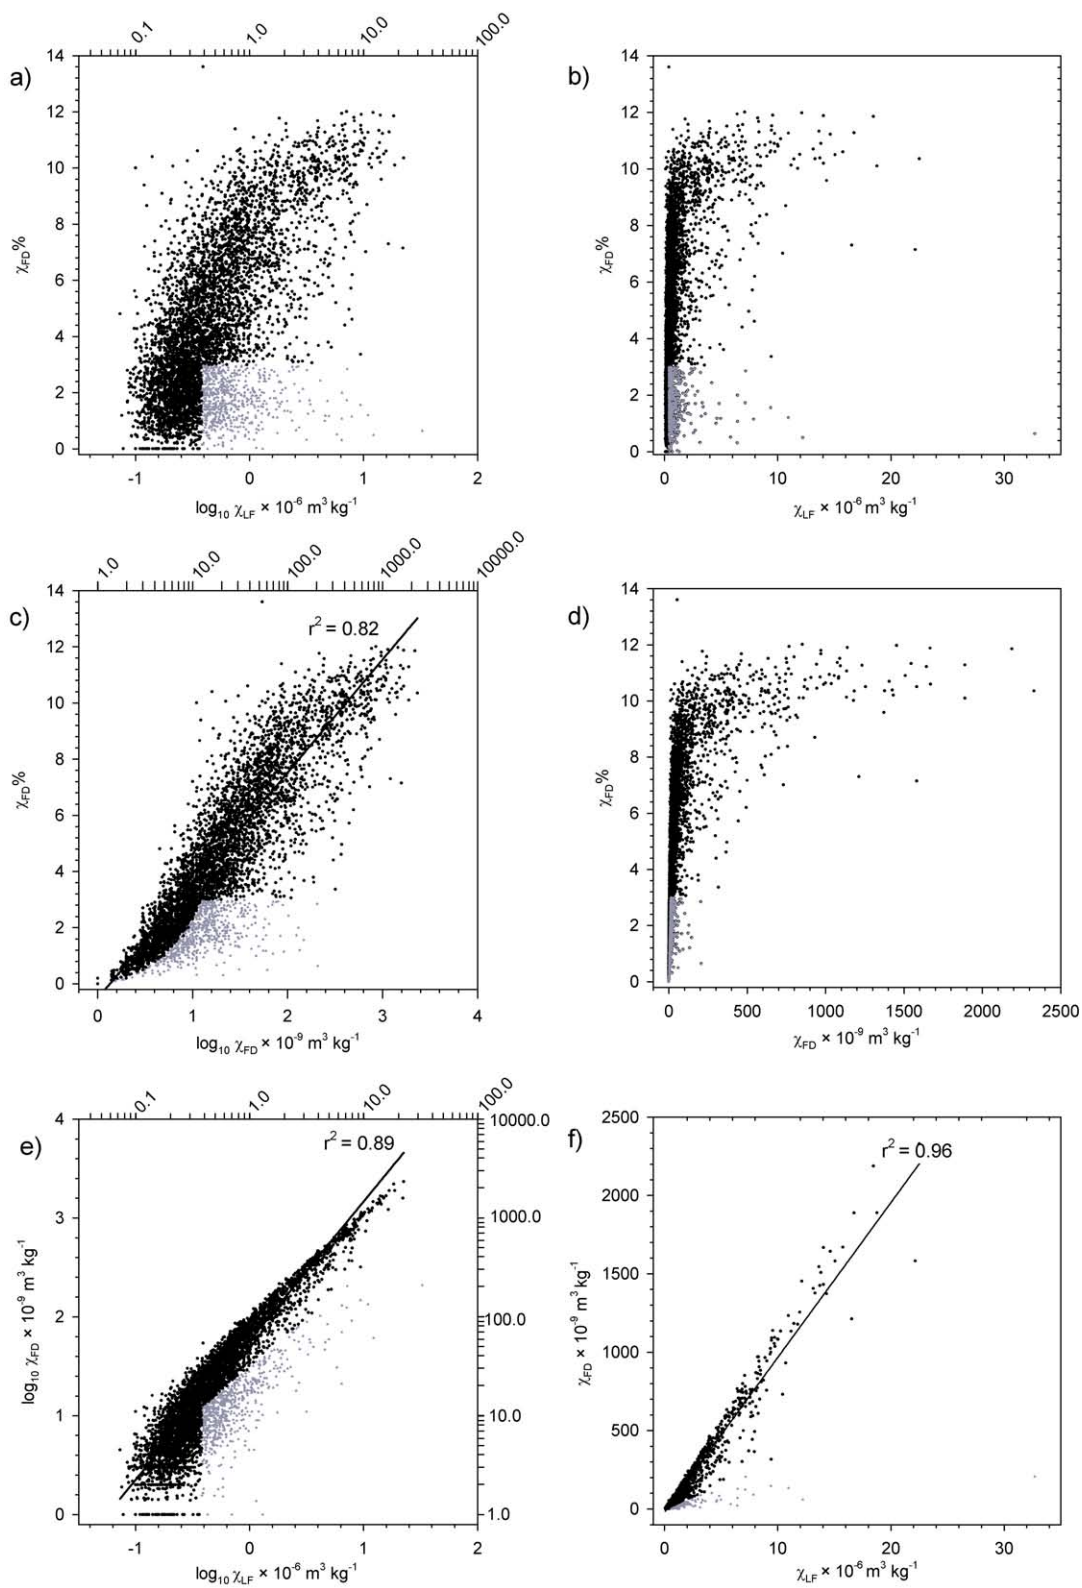 0.1 1.0 10.0 100.0
a)
14
12
10
8
6
4
2
0
χFD%
-1 0 1 2
log10 χLF × 10-6 m3 kg-1
b)
14
12
10
8
6
4
2
0
χFD%
0 10 20 30
χLF × 10-6 m3 kg-1
1.0 10.0 100.0 1000.0 10000.0
c)
r2 = 0.82
14
12
10
8
6
4
2
0
χFD%
0 1 2 3 4
log10 χFD × 10-9 m3 kg-1
d)
14
12
10
8
6
4
2
0
χFD%
0 500 1000 1500 2000 2500
χFD × 10-9 m3 kg-1
0.1 1.0 10.0 100.0
e)
r2 = 0.89
4
3
2
1
0
log10 χFD × 10-9 m3 kg-1
10000.0
1000.0
100.0
10.0
1.0
-1 0 1 2
log10 χLF × 10-6 m3 kg-1
f)
r2 = 0.96
2500
2000
1500
1000
500
0
χFD × 10-9 m3 kg-1
0 10 20 30
χLF × 10-6 m3 kg-1